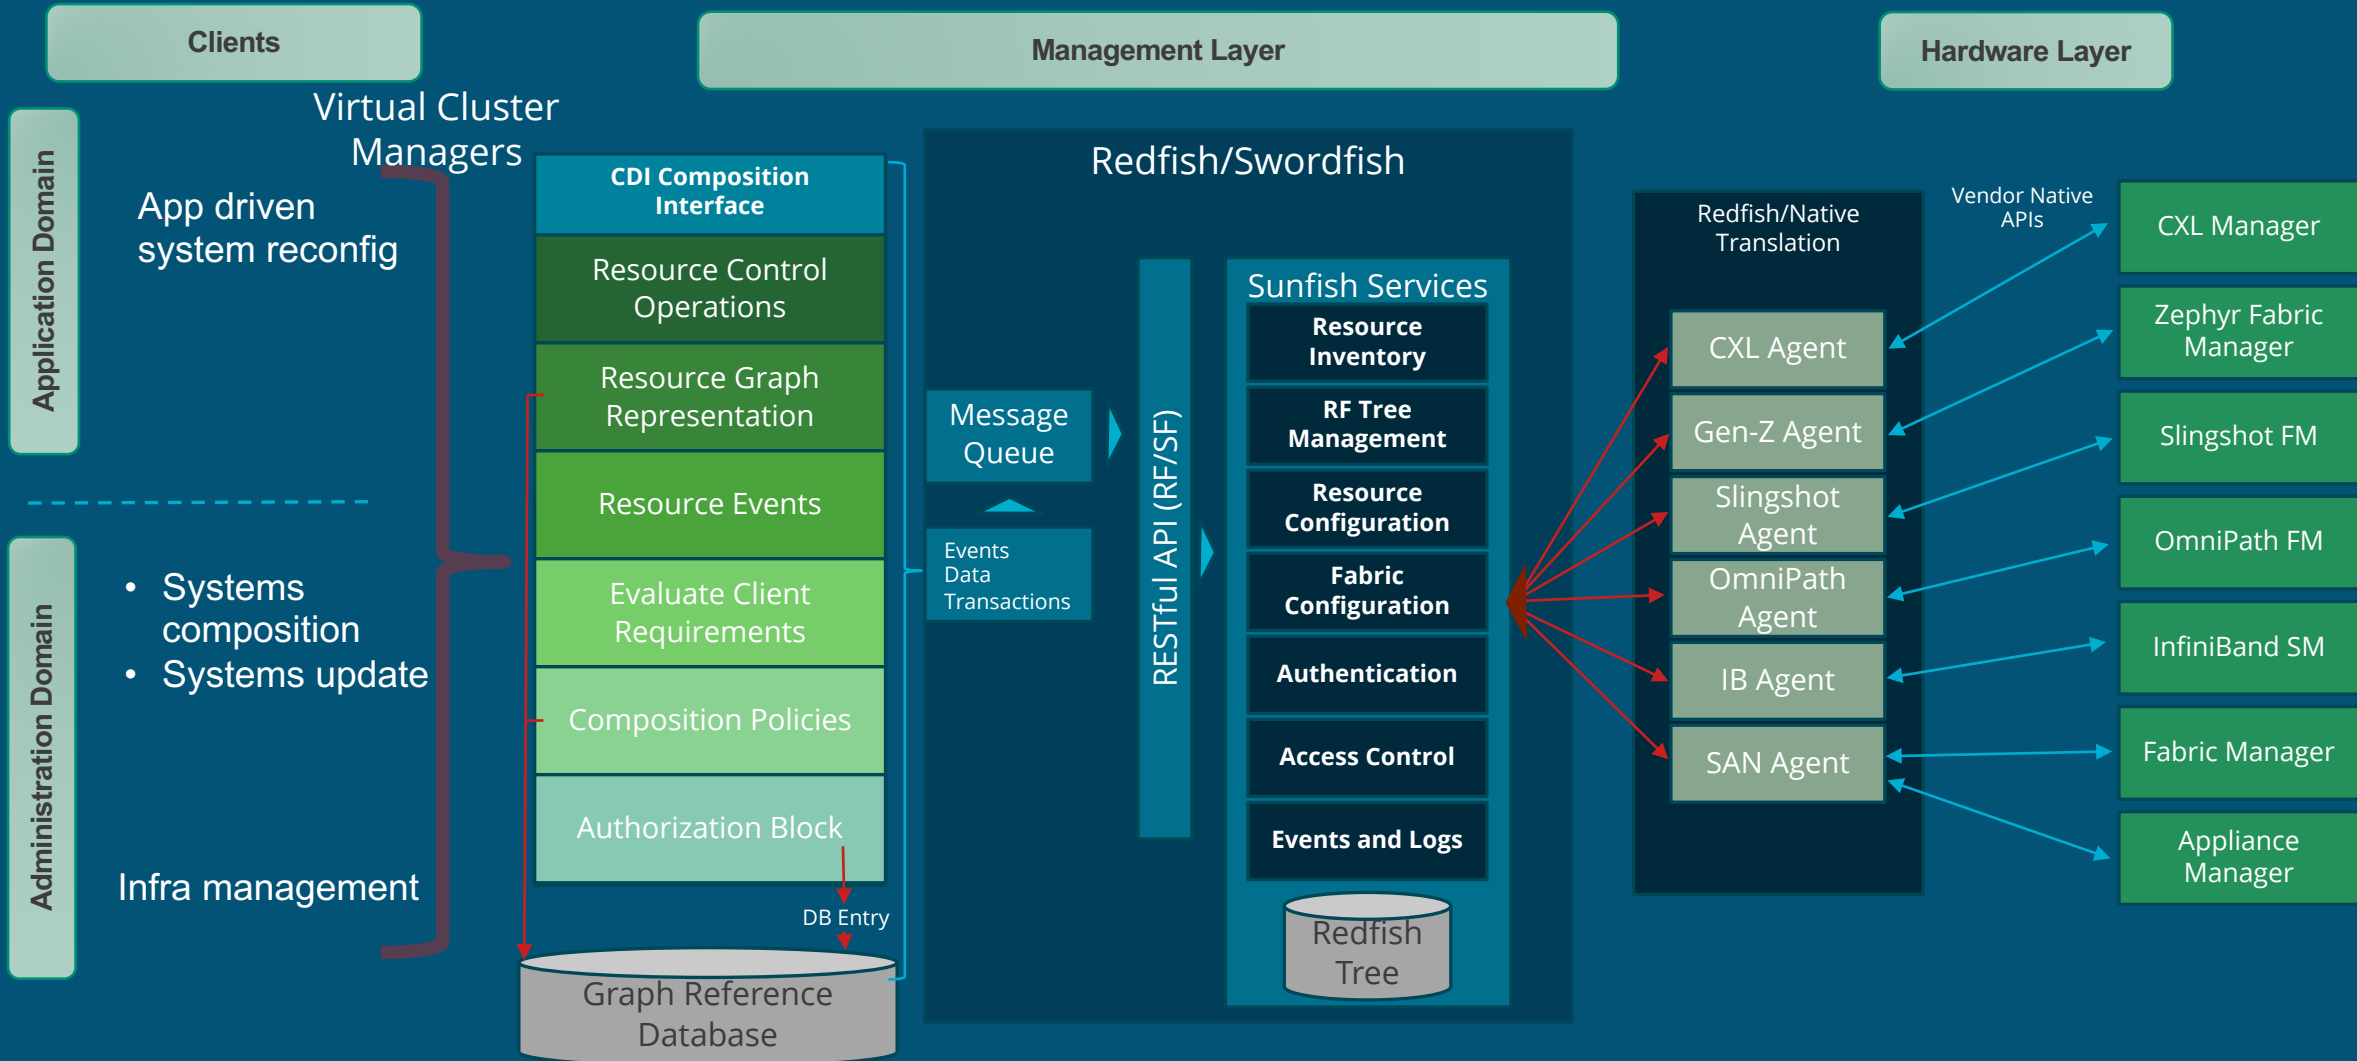 Clients
Management Layer
Hardware Layer
Application Domain
Administration Domain
Virtual Cluster
Managers
App driven
system reconfig
• Systems
composition
• Systems update
Infra management
CDI Composition
Interface
Resource Control
Operations
Resource Graph
Representation
Resource Events
Evaluate Client
Requirements
Composition Policies
Authorization Block
DB Entry
Graph Reference
Database
Redfish/Swordfish
Message
Queue
Events
Data
Transactions
RESTful API (RF/SF)
Sunfish Services
Resource
Inventory
RF Tree
Management
Resource
Configuration
Fabric
Configuration
Authentication
Access Control
Events and Logs
Redfish
Tree
Redfish/Native
Translation
CXL Agent
Gen-Z Agent
Slingshot
Agent
OmniPath
Agent
IB Agent
SAN Agent
Vendor Native
APIs
CXL Manager
Zephyr Fabric
Manager
Slingshot FM
OmniPath FM
InfiniBand SM
Fabric Manager
Appliance
Manager